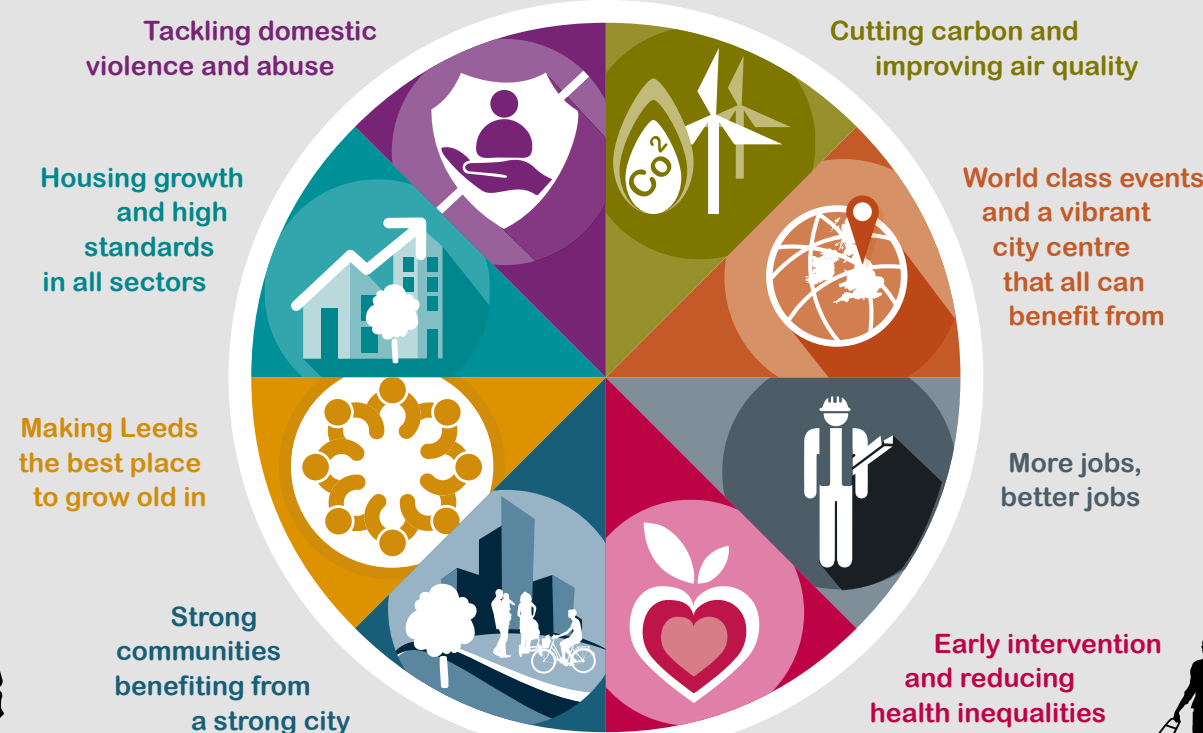 Tackling domestic
violence and abuse
Cutting carbon and
improving air quality
Co2
Housing growth
and high
standards
in all sectors
World class events
and a vibrant
city centre
that all can
benefit from
Making Leeds
the best place
to grow old in
More jobs,
better jobs
Strong
communities
benefiting from
a strong city
Early intervention
and reducing
health inequalities